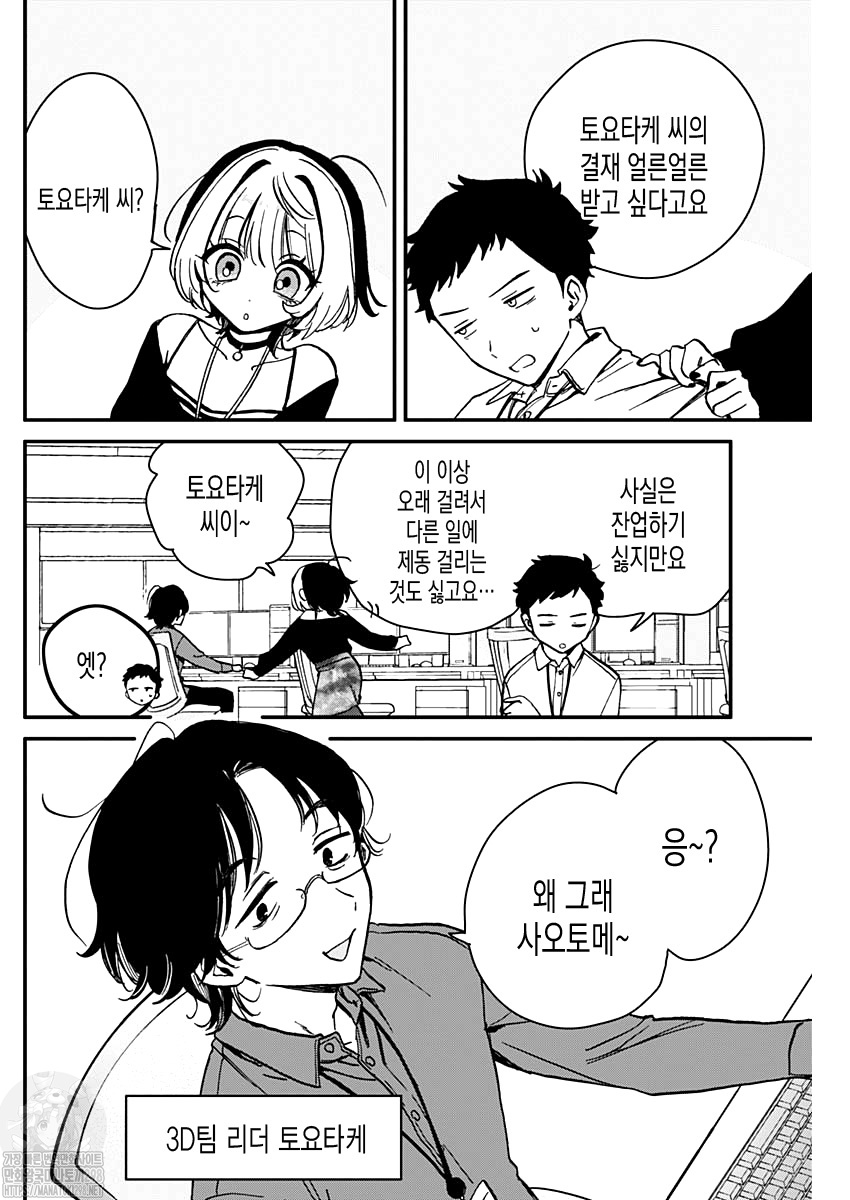 토요타케 씨의
결재 얼른얼른
받고 싶다고요
토요타케 씨?
사실은
잔업하기
싫지만요
이 이상
오래 걸려서
다른 일에
제동 걸리는
것도 싫고요…
토요타케
씨이~
엣?
응~?
왜 그래
사오토메~
3D팀 리더 토요타케